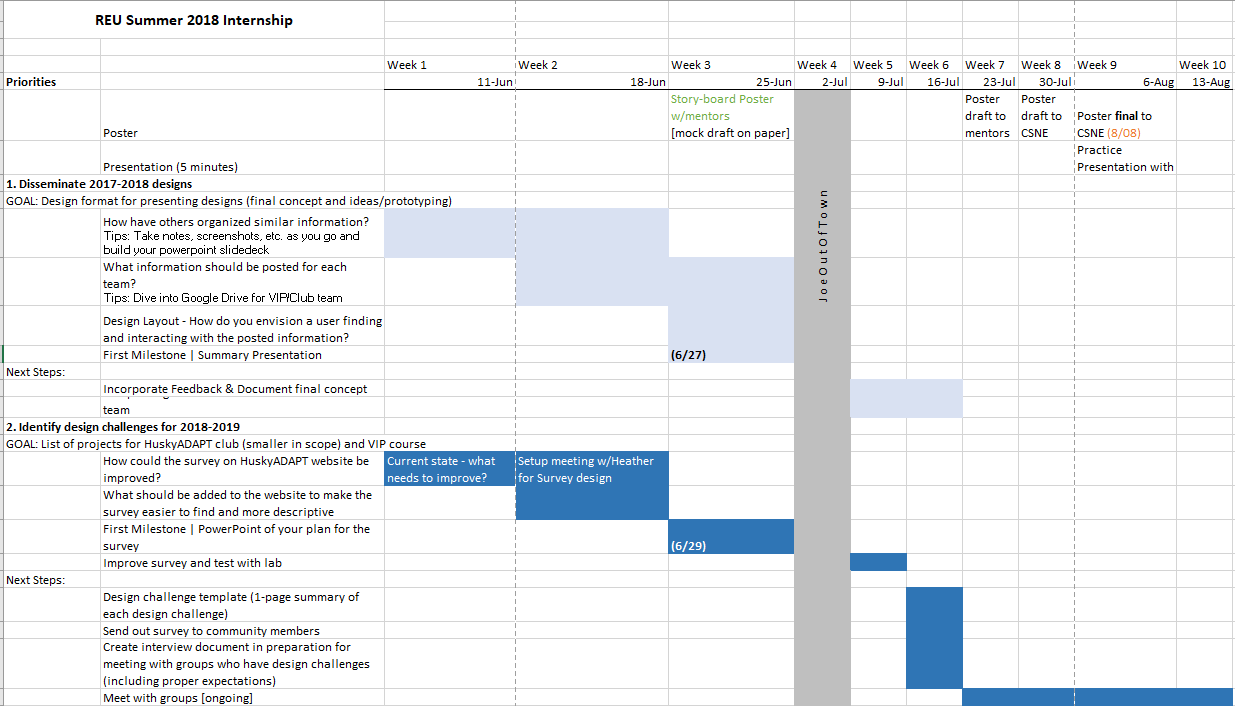 REU Summer 2018 Internship
Week 1 Week 2 Week 3 Week 4 Week 5 Week 6 Week 7 Week 8 Week 9 Week 10
Priorities 11-Jun 18-Jun 25-Jun 2-Jul 9-Jul 16-Jul 23-Jul 30-Jul 6-Aug 13-Aug
Poster
Story-board Poster
w/mentors
[mock draft on paper]
Poster
draft to
mentors
Poster
draft to
CSNE
Poster final to
CSNE (8/08)
Presentation (5 minutes)
Practice
Presentation with
JoeOutOfTown
1. Disseminate 2017-2018 designs
GOAL: Design format for presenting designs (final concept and ideas/prototyping)
How have others organized similar information?
Tips: Take notes, screenshots, etc. as you go and
build your powerpoint slidedeck
What information should be posted for each
team?
Tips: Dive into Google Drive for VIP/Club team
Design Layout - How do you envision a user finding
and interacting with the posted information?
First Milestone | Summary Presentation (6/27)
Next Steps:
Incorporate Feedback & Document final concept
team
2. Identify design challenges for 2018-2019
GOAL: List of projects for HuskyADAPT club (smaller in scope) and VIP course
How could the survey on HuskyADAPT website be
improved?
Current state - what
needs to improve?
Setup meeting w/Heather
for Survey design
What should be added to the website to make the
survey easier to find and more descriptive
First Milestone | PowerPoint of your plan for the
survey
(6/29)
Improve survey and test with lab
Next Steps:
Design challenge template (1-page summary of
each design challenge)
Send out survey to community members
Create interview document in preparation for
meeting with groups who have design challenges
(including proper expectations)
Meet with groups [ongoing]